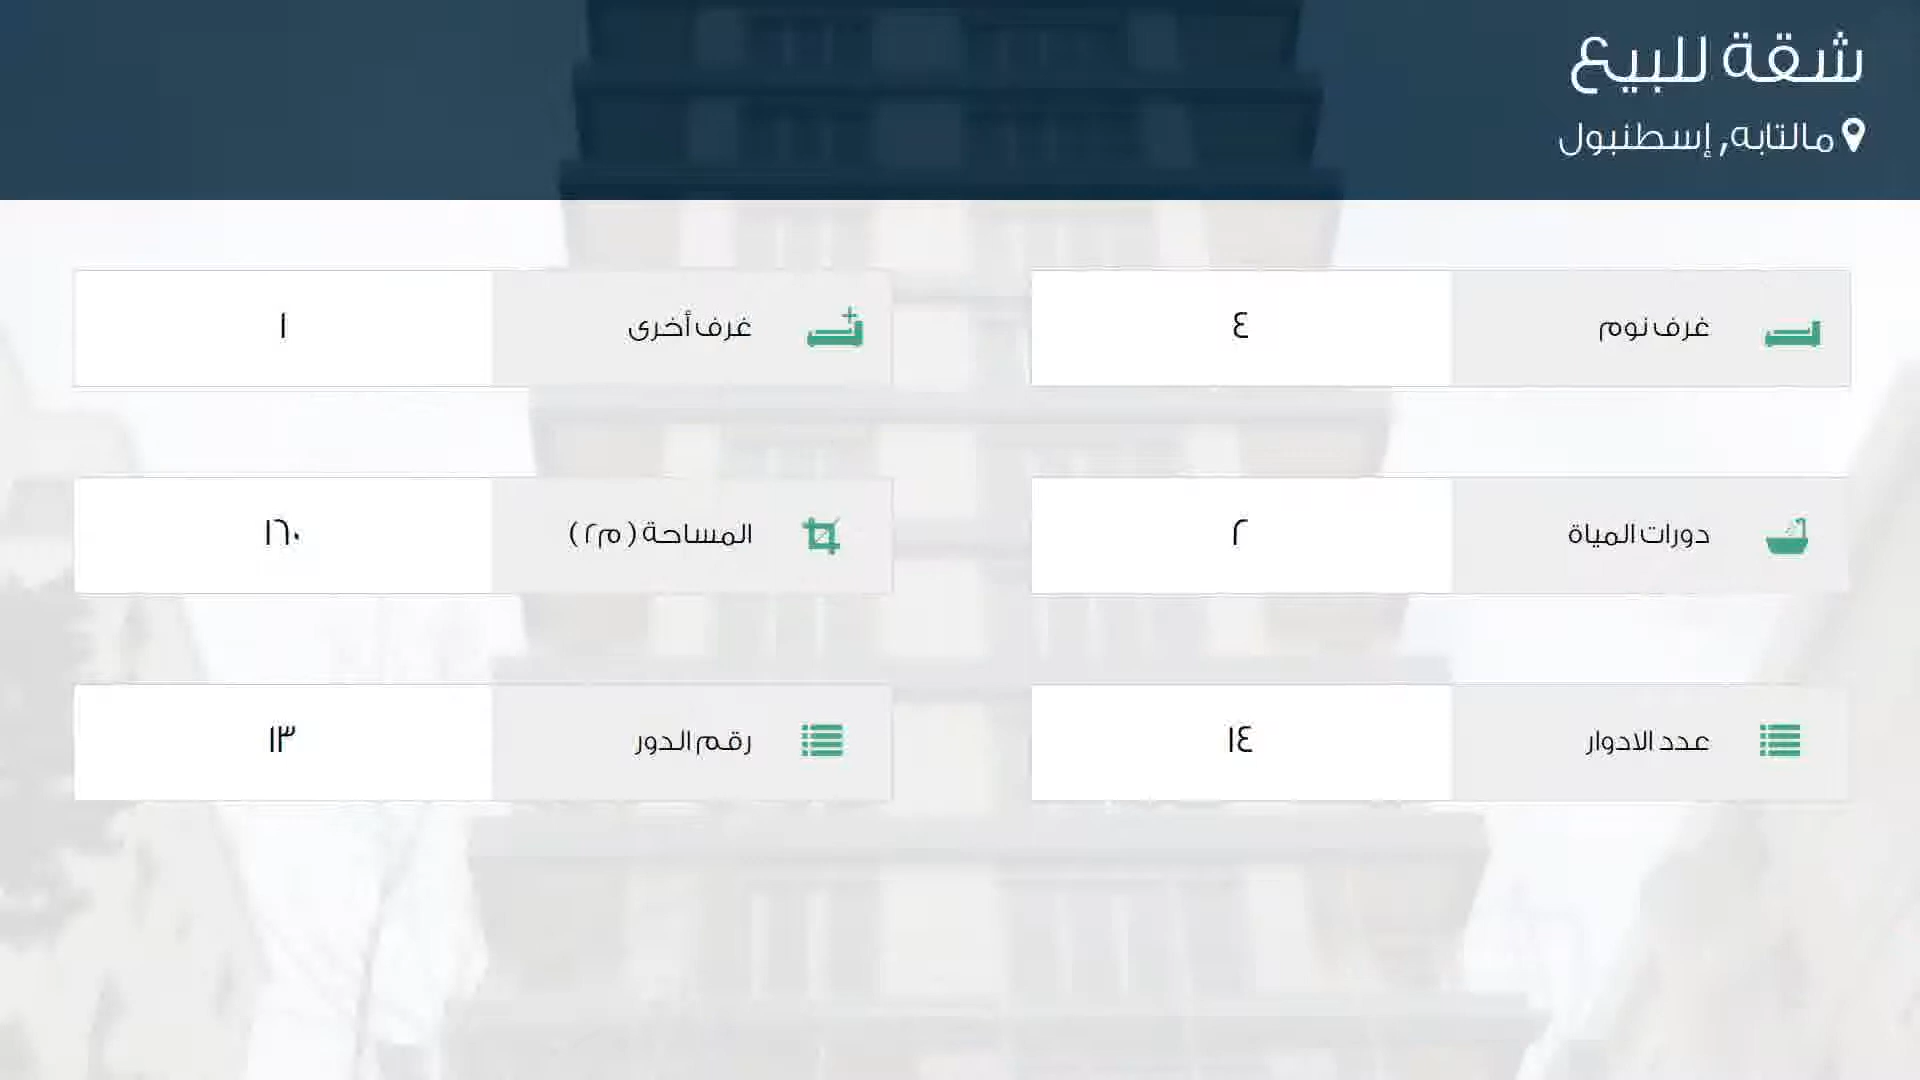 شقة للبيع
مالتابه, إسطنبول
غرف نوم ٤
غرف أخرى ١
دورات المياة ٢
المساحة (م٢) ١٦٠
عدد الادوار ١٤
رقم الدور ١٣